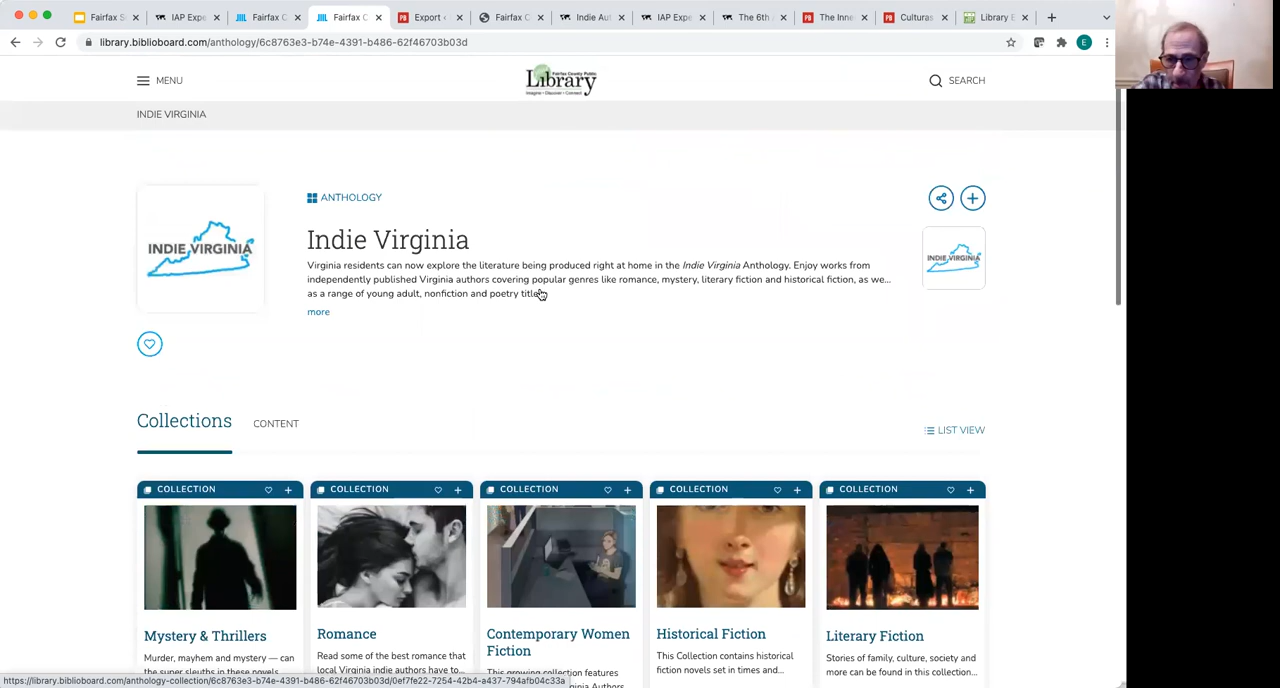 Fairfax S
IAP Expe
Fairfax C
Fairfax C
Export
Fairfax C
Indie Aut
IAP Expe
The 6th
The Inne
Culturas
Library E
library.biblioboard.com/anthology/6c8763e3-b74e-4391-b486-62f46703b03d
E
MENU
Fairfax County Public
Library
Imagine • Discover • Connect
SEARCH
INDIE VIRGINIA
INDIE VIRGINIA
ANTHOLOGY
Indie Virginia
Virginia residents can now explore the literature being produced right at home in the Indie Virginia Anthology. Enjoy works from
independently published Virginia authors covering popular genres like romance, mystery, literary fiction and historical fiction, as we...
as a range of young adult, nonfiction and poetry title
more
INDIE VIRGINIA
Collections
CONTENT
LIST VIEW
COLLECTION
COLLECTION
COLLECTION
COLLECTION
COLLECTION
Mystery & Thrillers
Murder, mayhem and mystery — can
the super sleuths in these novels
Romance
Read some of the best romance that
local Virginia indie authors have to...
Contemporary Women
Fiction
This growing collection features
ginia Authors
Historical Fiction
This Collection contains historical
fiction novels set in times and...
Literary Fiction
Stories of family, culture, society and
more can be found in this collection...
https://library.biblioboard.com/anthology-collection/6c8763e3-b74e-4391-b486-62f46703b03d/0ef7fe22-7254-42b4-a437-794afb04c33a